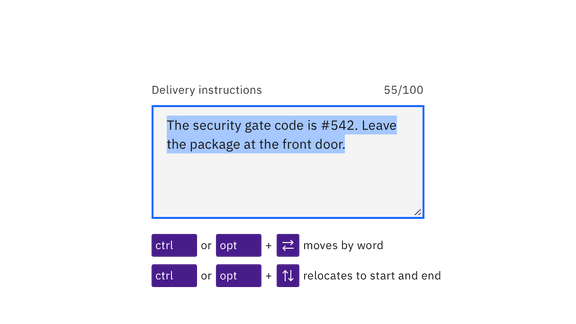 Delivery instructions 55/100
The security gate code is #542. Leave
the package at the front door.
ctrl or opt + ⇄ moves by word
ctrl or opt + ⇅ relocates to start and end